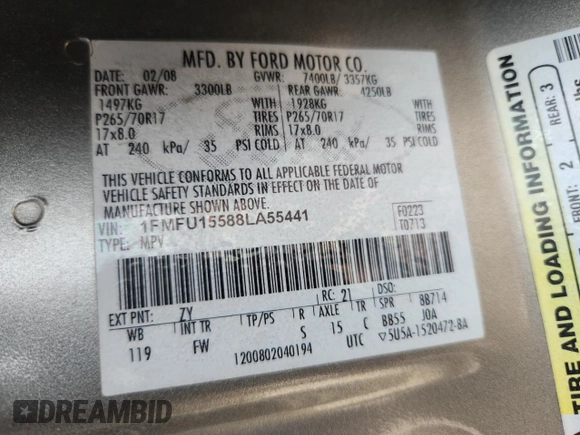 MFD. BY FORD MOTOR CO.
DATE: 02/08 GVWR: 7400LB/ 3357KG
FRONT GAWR: 3300LB REAR GAWR: 4250LB
1497KG WITH 1928KG WITH
P265/70R17 TIRES P265/70R17 TIRES
17x8.0 RIMS 17x8.0 RIMS
AT 240 kPa/ 35 PSI COLD AT 240 kPa/ 35 PSI COLD
THIS VEHICLE CONFORMS TO ALL APPLICABLE FEDERAL MOTOR
VEHICLE SAFETY STANDARDS IN EFFECT ON THE DATE OF
MANUFACTURE SHOWN ABOVE.
VIN: 1FMFU15588LA55441 F0223
TYPE: MPV T0713
EXT PNT: ZY RC: 21 DSO:
WB INT TR TP/PS R AXLE TR SPR BB714
119 FW S 15 C BB55 J0A
1200802040194 UTC ▽5U5A-1520472-BA
TIRE AND LOADING INFORMATION
FRONT: 2 REAR: 3
DREAMBID